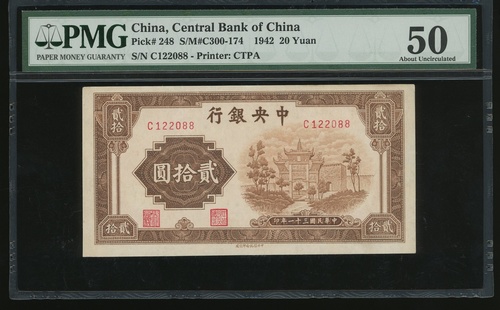 PMG
PAPER MONEY GUARANTY
China, Central Bank of China
Pick# 248 S/M#C300-174 1942 20 Yuan
S/N C122088 - Printer: CTPA
50
About Uncirculated
貳拾
行銀央中
C122088
C122088
圓拾貳
印年一十三國民華中
拾貳
貳拾